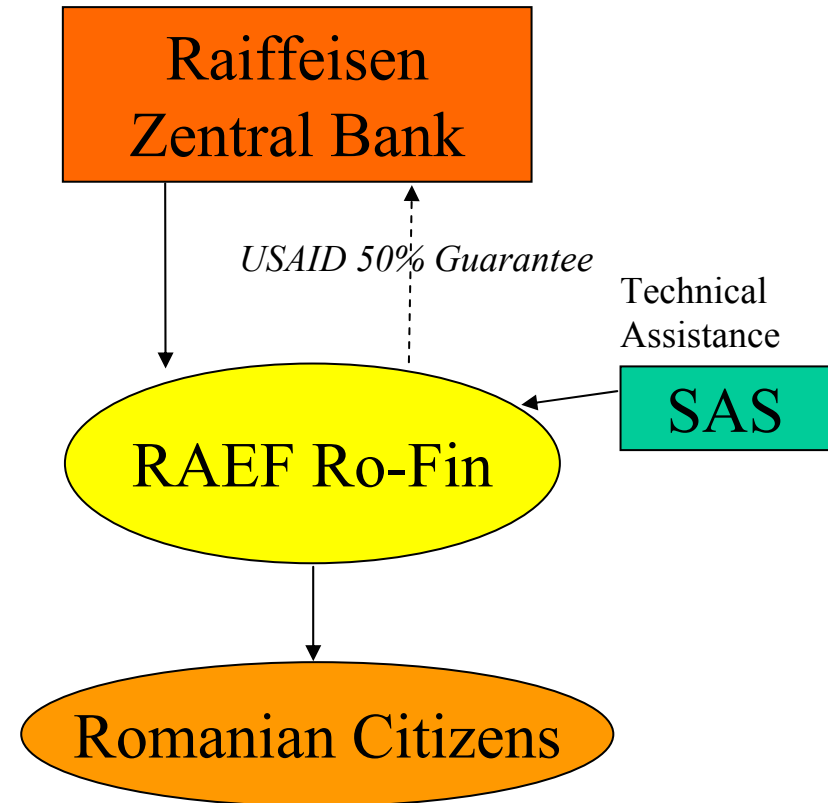 Raiffeisen
Zentral Bank
USAID 50% Guarantee
Technical
Assistance
SAS
RAEF Ro-Fin
Romanian Citizens